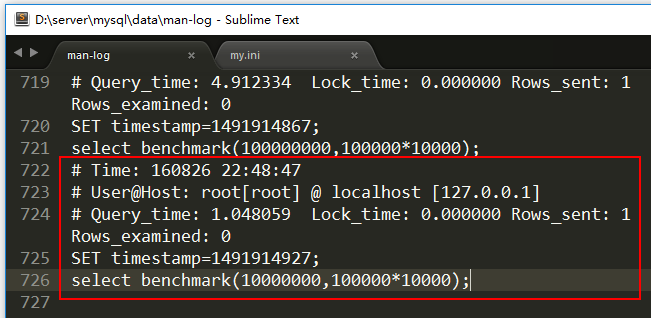 D:\server\mysql\data\man-log - Sublime Text
man-log × my.ini ×
719 # Query_time: 4.912334  Lock_time: 0.000000 Rows_sent: 1
Rows_examined: 0
720 SET timestamp=1491914867;
721 select benchmark(100000000,100000*10000);
722 # Time: 160826 22:48:47
723 # User@Host: root[root] @ localhost [127.0.0.1]
724 # Query_time: 1.048059  Lock_time: 0.000000 Rows_sent: 1
Rows_examined: 0
725 SET timestamp=1491914927;
726 select benchmark(10000000,100000*10000);
727